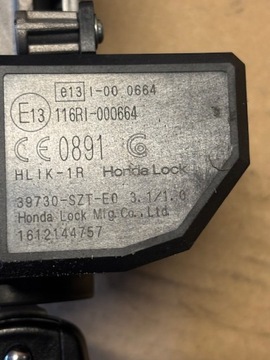 e13 I-00 0664
E13 116RI-000664
CE 0891
HLIK-1R Honda Lock
39730-SZT-E0 3.1/1.0
Honda Lock Mfg.Co.,Ltd.
1612144757